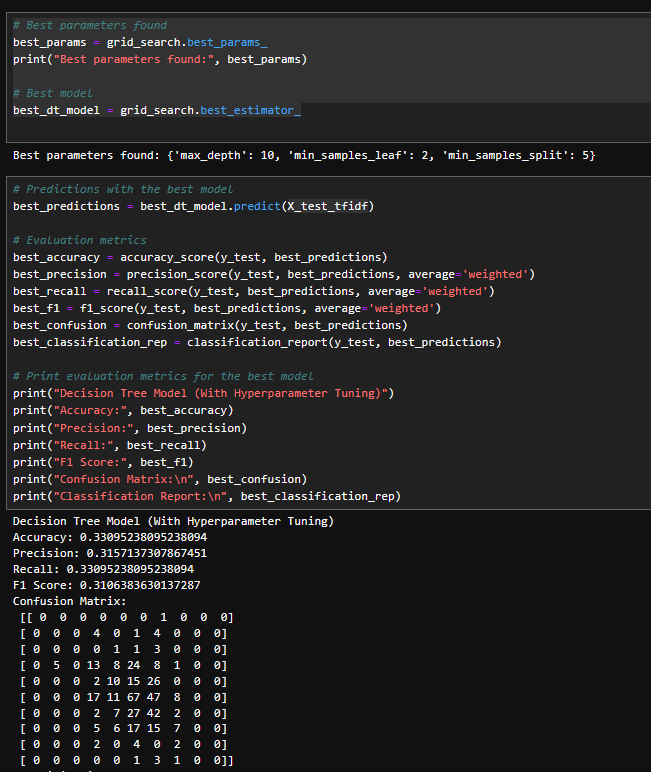 # Best parameters found
best_params = grid_search.best_params_
print("Best parameters found:", best_params)
# Best model
best_dt_model = grid_search.best_estimator_
Best parameters found: {'max_depth': 10, 'min_samples_leaf': 2, 'min_samples_split': 5}
# Predictions with the best model
best_predictions = best_dt_model.predict(X_test_tfidf)
# Evaluation metrics
best_accuracy = accuracy_score(y_test, best_predictions)
best_precision = precision_score(y_test, best_predictions, average='weighted')
best_recall = recall_score(y_test, best_predictions, average='weighted')
best_f1 = f1_score(y_test, best_predictions, average='weighted')
best_confusion = confusion_matrix(y_test, best_predictions)
best_classification_rep = classification_report(y_test, best_predictions)
# Print evaluation metrics for the best model
print("Decision Tree Model (With Hyperparameter Tuning)")
print("Accuracy:", best_accuracy)
print("Precision:", best_precision)
print("Recall:", best_recall)
print("F1 Score:", best_f1)
print("Confusion Matrix:\n", best_confusion)
print("Classification Report:\n", best_classification_rep)
Decision Tree Model (With Hyperparameter Tuning)
Accuracy: 0.33095238095238094
Precision: 0.3157137307867451
Recall: 0.33095238095238094
F1 Score: 0.3106383630137287
Confusion Matrix:
[[ 0 0 0 0 0 0 1 0 0 0]
[ 0 0 0 4 0 1 4 0 0 0]
[ 0 0 0 0 1 1 3 0 0 0]
[ 0 5 0 13 8 24 8 1 0 0]
[ 0 0 0 2 10 15 26 0 0 0]
[ 0 0 0 17 11 67 47 8 0 0]
[ 0 0 0 2 7 27 42 2 0 0]
[ 0 0 0 5 6 17 15 7 0 0]
[ 0 0 0 2 0 4 0 2 0 0]
[ 0 0 0 0 0 1 3 1 0 0]]